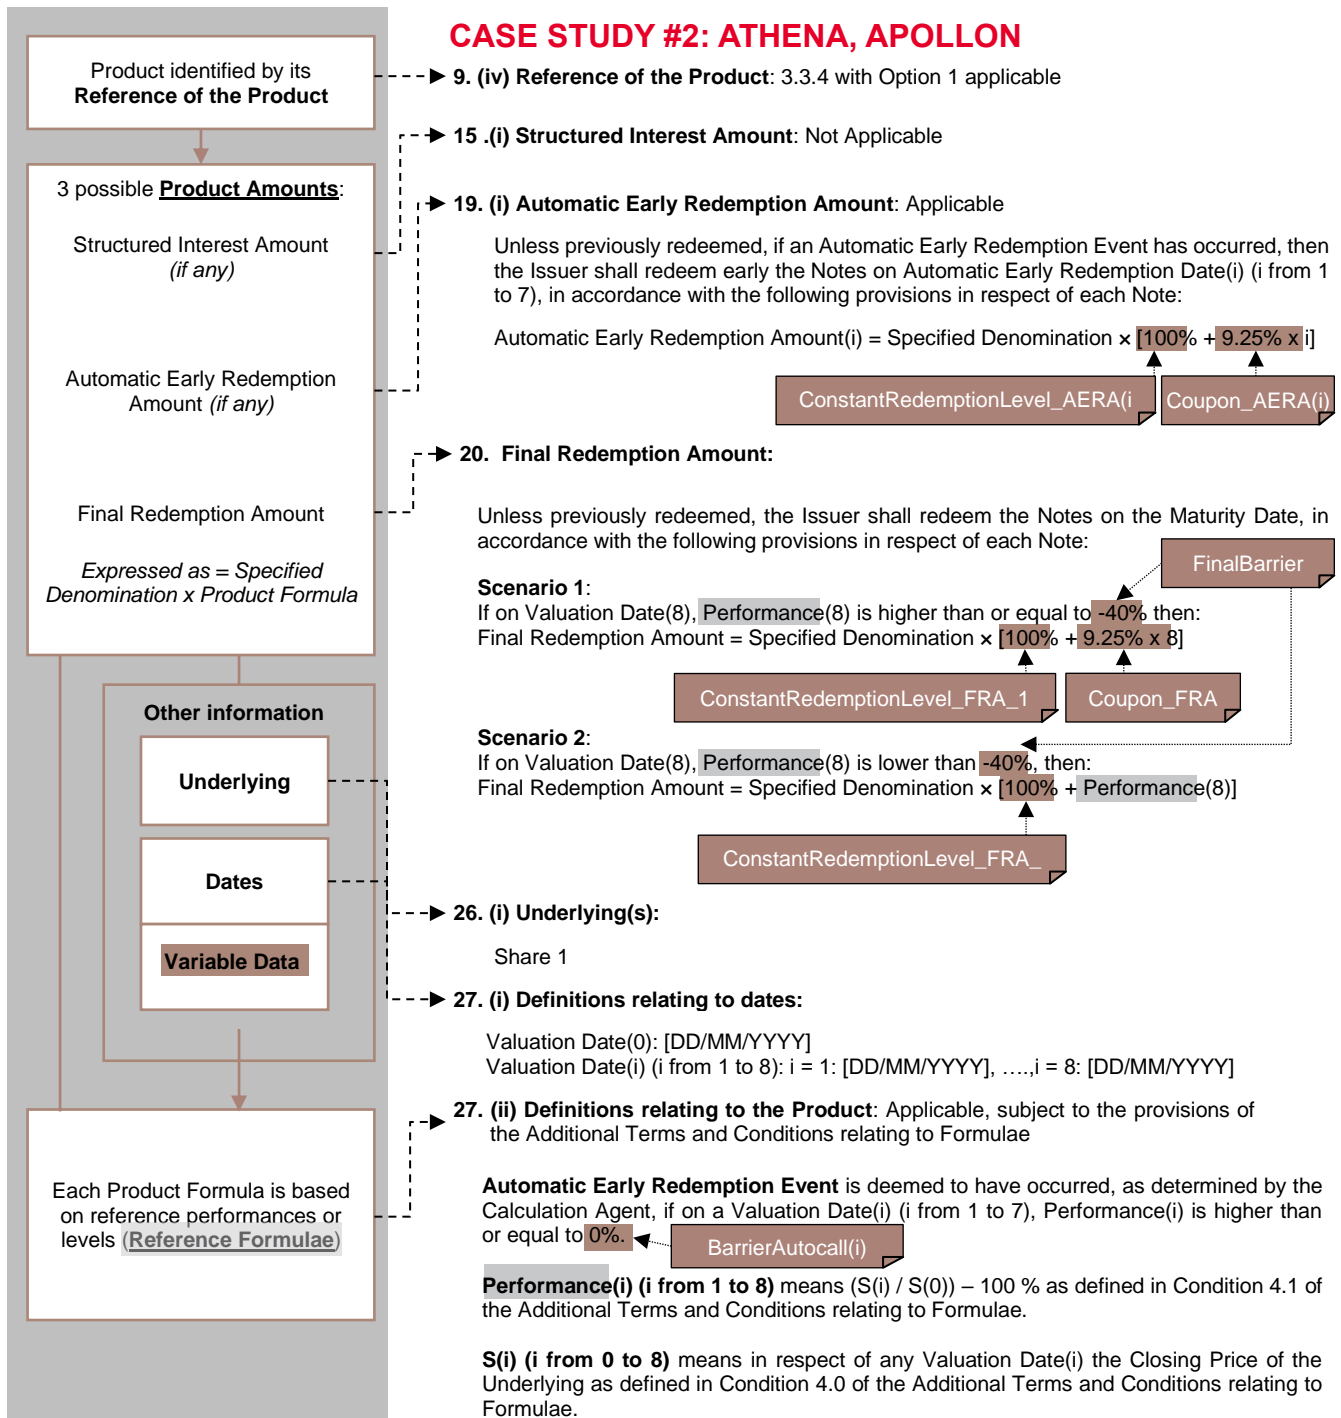 CASE STUDY #2: ATHENA, APOLLON
Product identified by its
Reference of the Product
9. (iv) Reference of the Product: 3.3.4 with Option 1 applicable
15 .(i) Structured Interest Amount: Not Applicable
3 possible Product Amounts:
Structured Interest Amount
(if any)
Automatic Early Redemption
Amount (if any)
Final Redemption Amount
Expressed as = Specified
Denomination x Product Formula
19. (i) Automatic Early Redemption Amount: Applicable
Unless previously redeemed, if an Automatic Early Redemption Event has occurred, then
the Issuer shall redeem early the Notes on Automatic Early Redemption Date(i) (i from 1
to 7), in accordance with the following provisions in respect of each Note:
Automatic Early Redemption Amount(i) = Specified Denomination × [100% + 9.25% x i]
ConstantRedemptionLevel_AERA(i
Coupon_AERA(i)
20. Final Redemption Amount:
Unless previously redeemed, the Issuer shall redeem the Notes on the Maturity Date, in
accordance with the following provisions in respect of each Note:
FinalBarrier
Scenario 1:
If on Valuation Date(8), Performance(8) is higher than or equal to -40% then:
Final Redemption Amount = Specified Denomination × [100% + 9.25% x 8]
ConstantRedemptionLevel_FRA_1
Coupon_FRA
Scenario 2:
If on Valuation Date(8), Performance(8) is lower than -40%, then:
Final Redemption Amount = Specified Denomination × [100% + Performance(8)]
ConstantRedemptionLevel_FRA_
Other information
Underlying
Dates
Variable Data
26. (i) Underlying(s):
Share 1
27. (i) Definitions relating to dates:
Valuation Date(0): [DD/MM/YYYY]
Valuation Date(i) (i from 1 to 8): i = 1: [DD/MM/YYYY], ….,i = 8: [DD/MM/YYYY]
Each Product Formula is based
on reference performances or
levels (Reference Formulae)
27. (ii) Definitions relating to the Product: Applicable, subject to the provisions of
the Additional Terms and Conditions relating to Formulae
Automatic Early Redemption Event is deemed to have occurred, as determined by the
Calculation Agent, if on a Valuation Date(i) (i from 1 to 7), Performance(i) is higher than
or equal to 0%.
BarrierAutocall(i)
Performance(i) (i from 1 to 8) means (S(i) / S(0)) – 100 % as defined in Condition 4.1 of
the Additional Terms and Conditions relating to Formulae.
S(i) (i from 0 to 8) means in respect of any Valuation Date(i) the Closing Price of the
Underlying as defined in Condition 4.0 of the Additional Terms and Conditions relating to
Formulae.